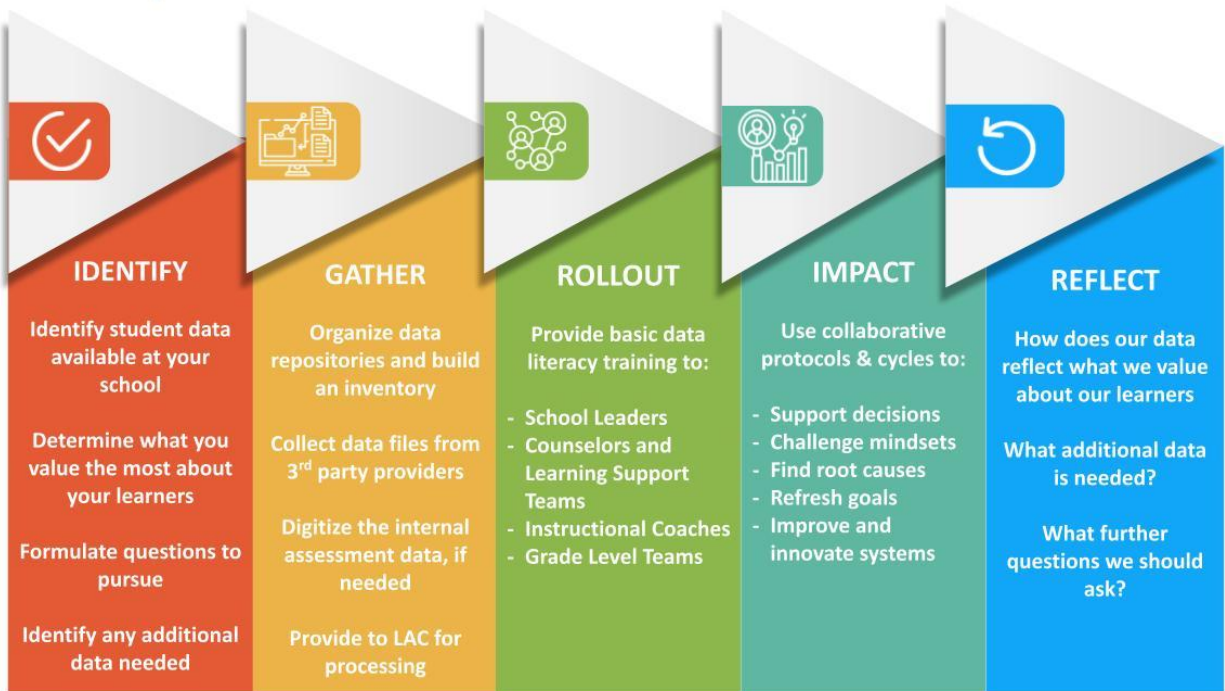 IDENTIFY
Identify student data
available at your
school
Determine what you
value the most about
your learners
Formulate questions to
pursue
Identify any additional
data needed
GATHER
Organize data
repositories and build
an inventory
Collect data files from
3rd party providers
Digitize the internal
assessment data, if
needed
Provide to LAC for
processing
ROLLOUT
Provide basic data
literacy training to:
- School Leaders
- Counselors and
Learning Support
Teams
- Instructional Coaches
- Grade Level Teams
IMPACT
Use collaborative
protocols & cycles to:
- Support decisions
- Challenge mindsets
- Find root causes
- Refresh goals
- Improve and
innovate systems
REFLECT
How does our data
reflect what we value
about our learners
What additional data
is needed?
What further
questions we should
ask?